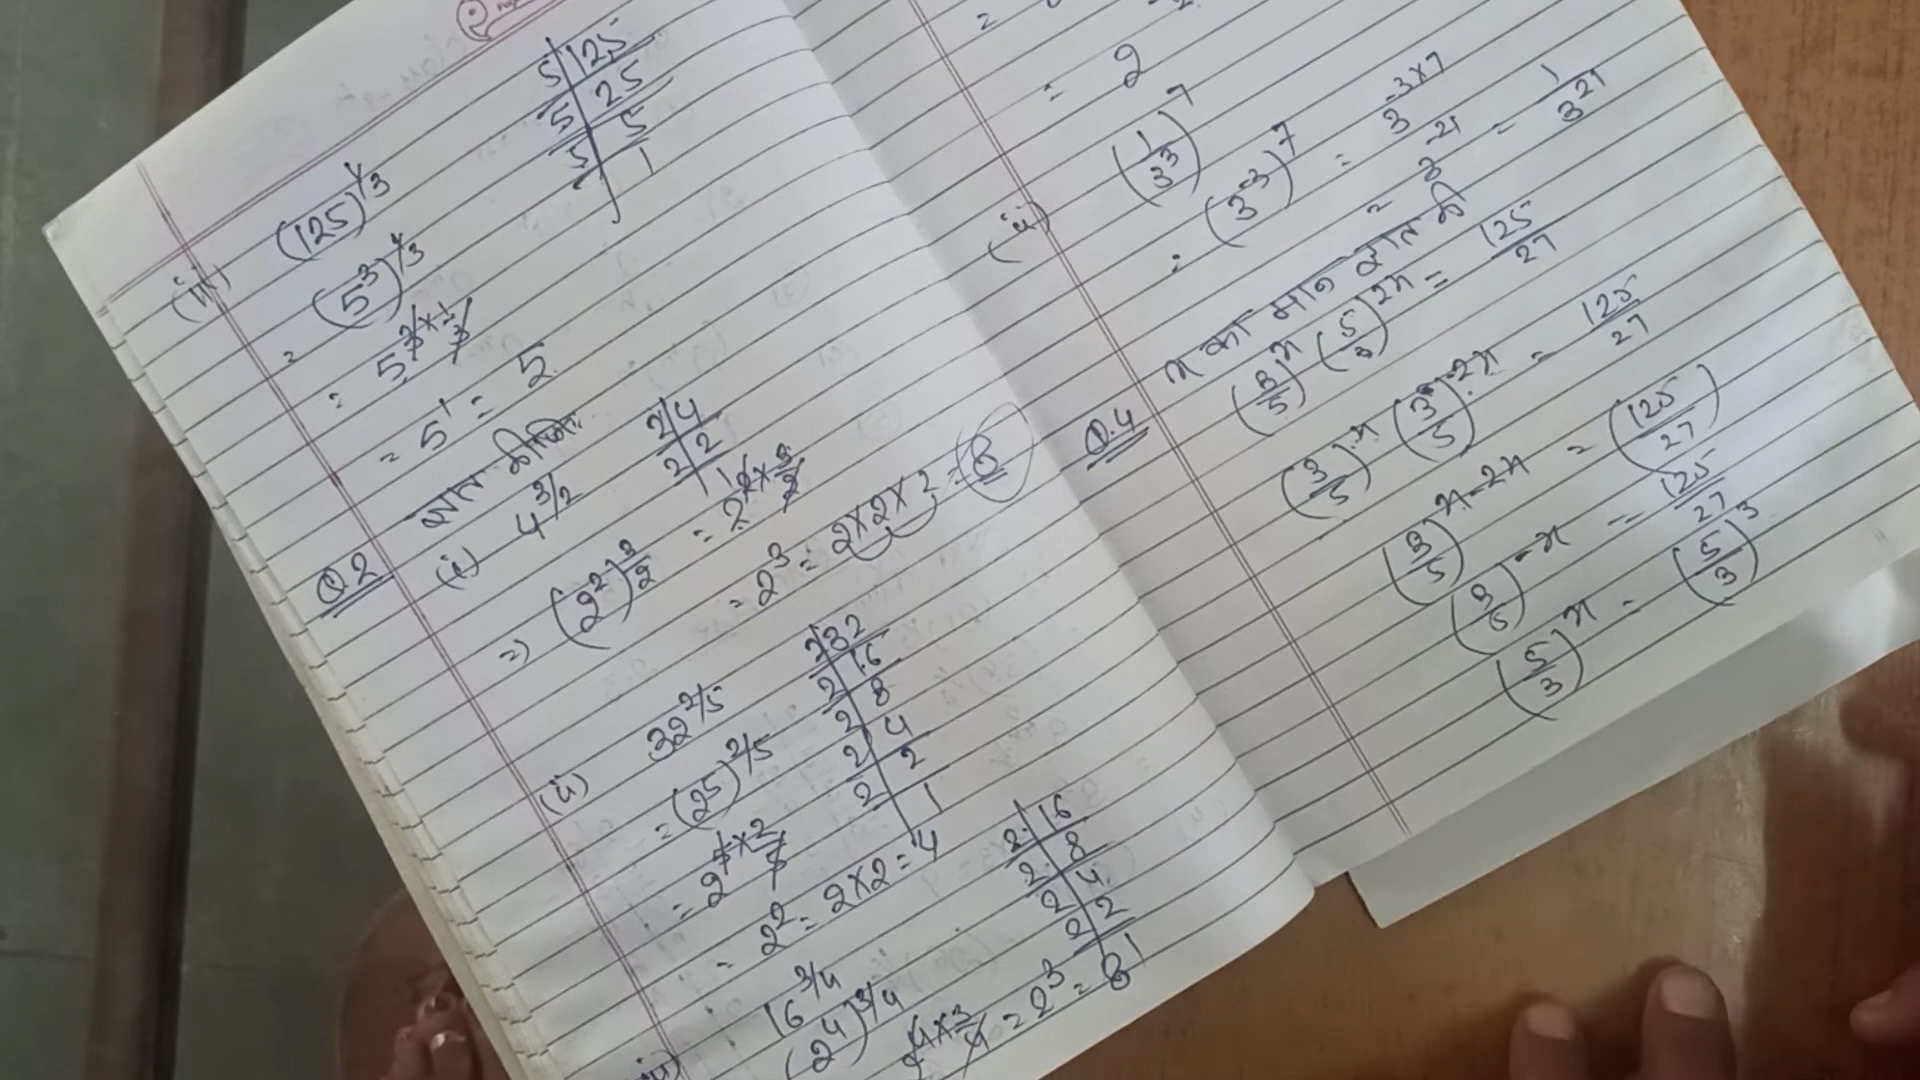 5 | 125
5 | 25
5 | 5
1
(iii) (125)^1/3
= (5^3)^1/3
= 5^3×1/3
= 5^1 = 5
Q.2
(i) 4^3/2
2 | 4
2 | 2
1
=) (2^2)^3/2 = 2^2×3/2
= 2^3 = 2×2×2 = 8
(ii) 32^2/5
2 | 32
2 | 16
2 | 8
2 | 4
2 | 2
1
= (25)^2/5
= 2^5×2/5
= 2^2 = 2×2 = 4
16^3/4
2 | 16
2 | 8
2 | 4
2 | 2
1
(2^4)^3/4
2^4×3/4 = 2^3 = 8
= 2
(ii) (1/3^3)^7
= (3^-3)^7 = 3^-3×7
= 3^-21 = 1/3^21
Q.4 x का मान ज्ञात
(3/5)^x (5/3)^2x = 125/27
(3/5)^x (3/5)^-2x = 125/27
(3/5)^x-2x = (125/27)
(3/5)^-x = 125/27
(5/3)^x = (5/3)^3